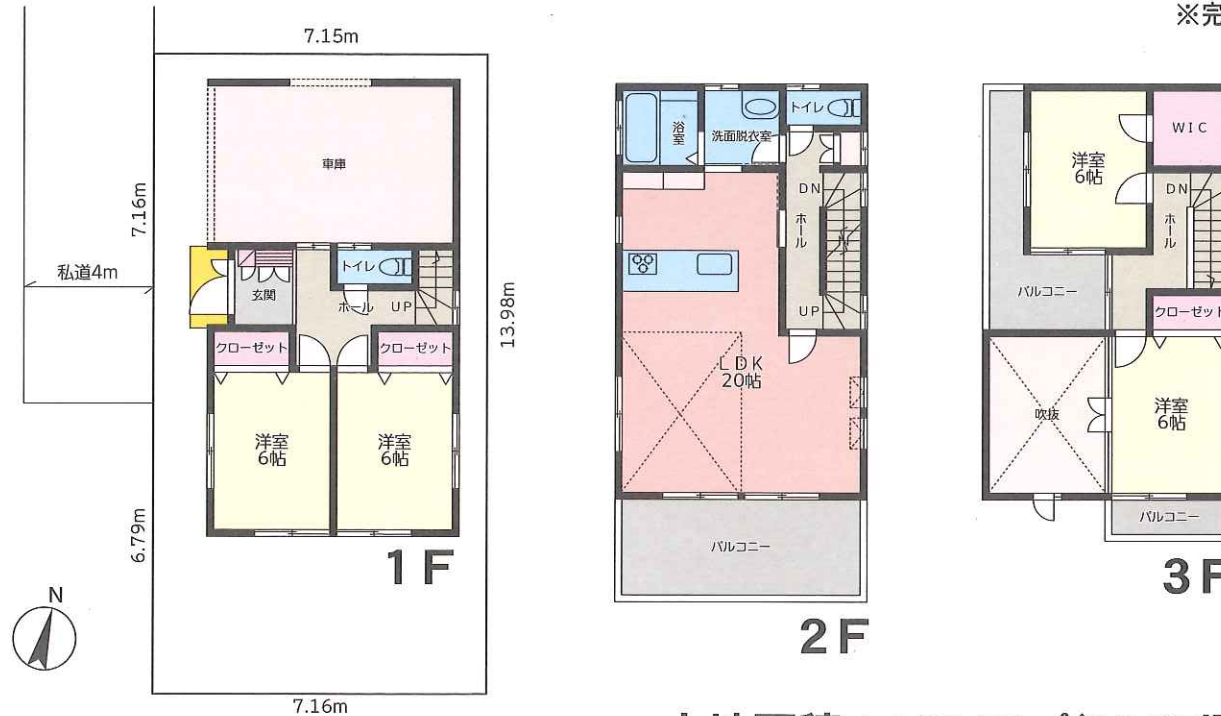 ※完
7.15m
車庫
7.16m
私道4m
トイレ
玄関
ホール
UP
クローゼット
クローゼット
13.98m
洋室
6帖
洋室
6帖
6.79m
1F
N
7.16m
浴室
洗面脱衣室
トイレ
DN
ホール
UP
LDK
20帖
バルコニー
2F
洋室
6帖
WIC
DN
ホール
バルコニー
クローゼット
吹抜
洋室
6帖
バルコニー
3F